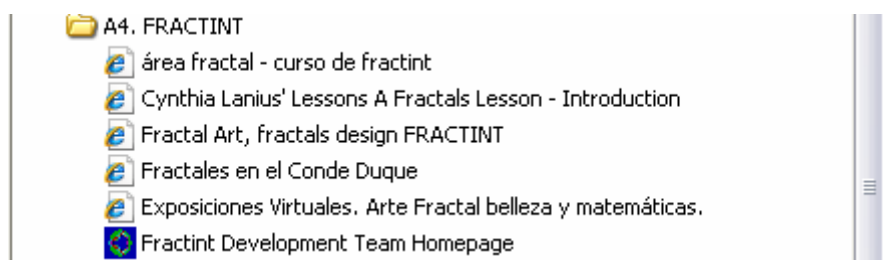 A4. FRACTINT
área fractal - curso de fractint
Cynthia Lanius' Lessons A Fractals Lesson - Introduction
Fractal Art, fractals design FRACTINT
Fractales en el Conde Duque
Exposiciones Virtuales. Arte Fractal belleza y matemáticas.
Fractint Development Team Homepage